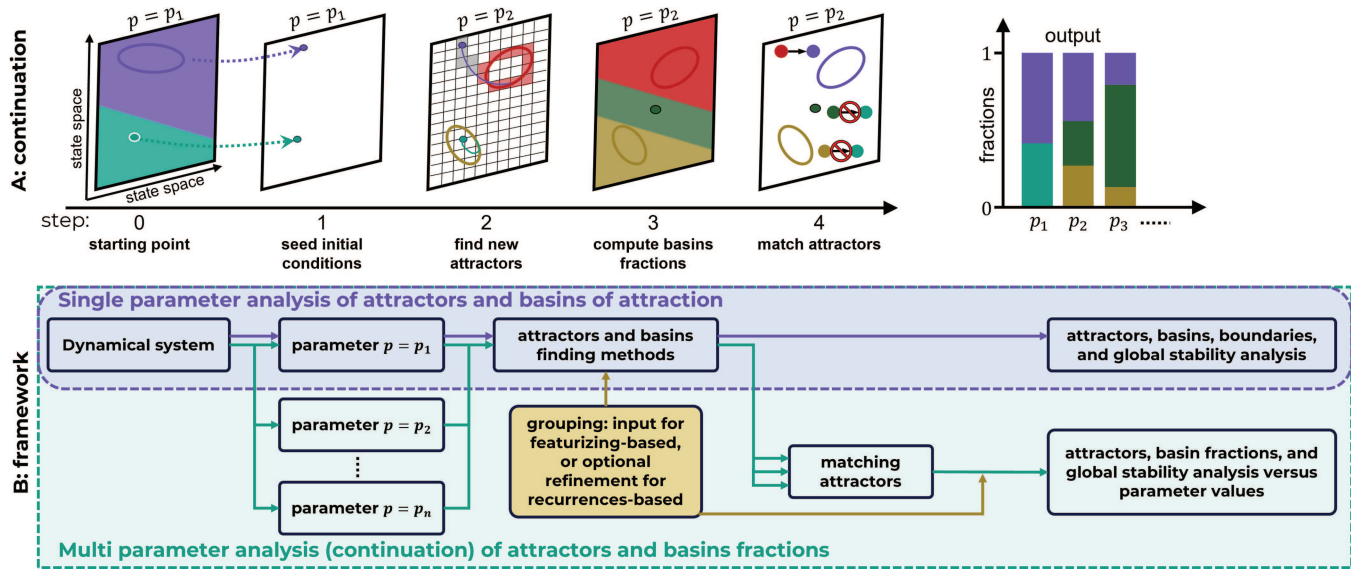 A: continuation
p = p₁
p = p₁
p = p₂
p = p₂
p = p₂
state space
state space
step:
0
1
2
3
4
starting point
seed initial
conditions
find new
attractors
compute basins
fractions
match attractors
output
fractions
1
0
p₁
p₂
p₃
......
B: framework
Single parameter analysis of attractors and basins of attraction
Dynamical system
parameter p = p₁
attractors and basins
finding methods
attractors, basins, boundaries,
and global stability analysis
parameter p = p₂
parameter p = pₙ
grouping: input for
featurizing-based,
or optional
refinement for
recurrences-based
matching
attractors
attractors, basin fractions, and
global stability analysis versus
parameter values
Multi parameter analysis (continuation) of attractors and basins fractions